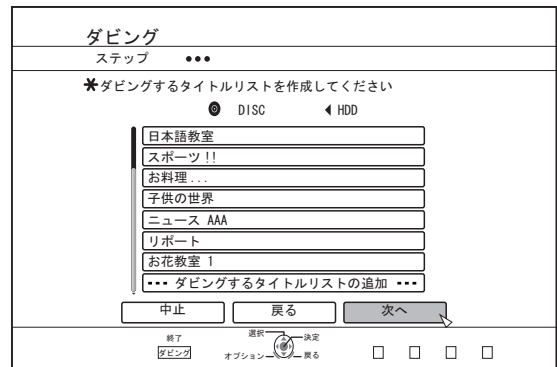 ダビング
ステップ •••
*ダビングするタイトルリストを作成してください
DISC ◀ HDD
日本語教室
スポーツ!!
お料理...
子供の世界
ニュース AAA
リポート
お花教室 1
--- ダビングするタイトルリストの追加 ---
中止 戻る 次へ
終了 選択 決定
ダビング オプション 戻る